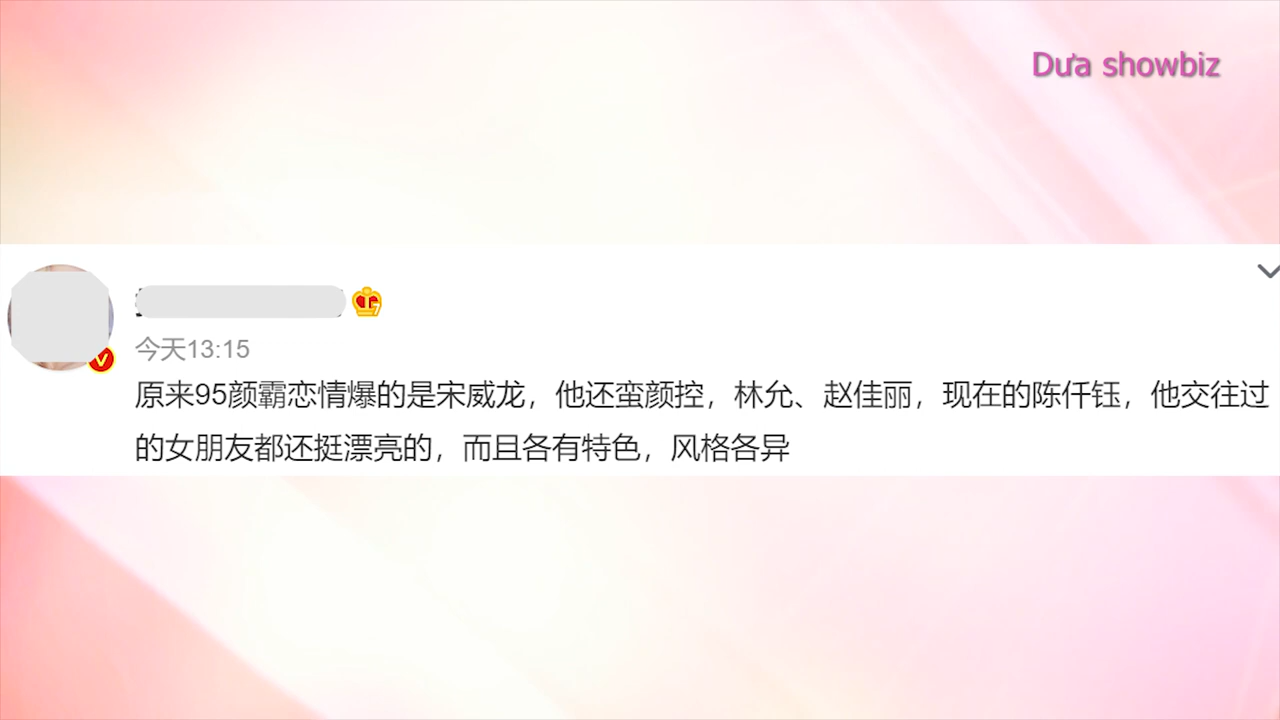 Dưa showbiz
今天13:15
原来95颜霸恋情爆的是宋威龙，他还蛮颜控，林允、赵佳丽，现在的陈仟钰，他交往过
的女朋友都还挺漂亮的，而且各有特色，风格各异